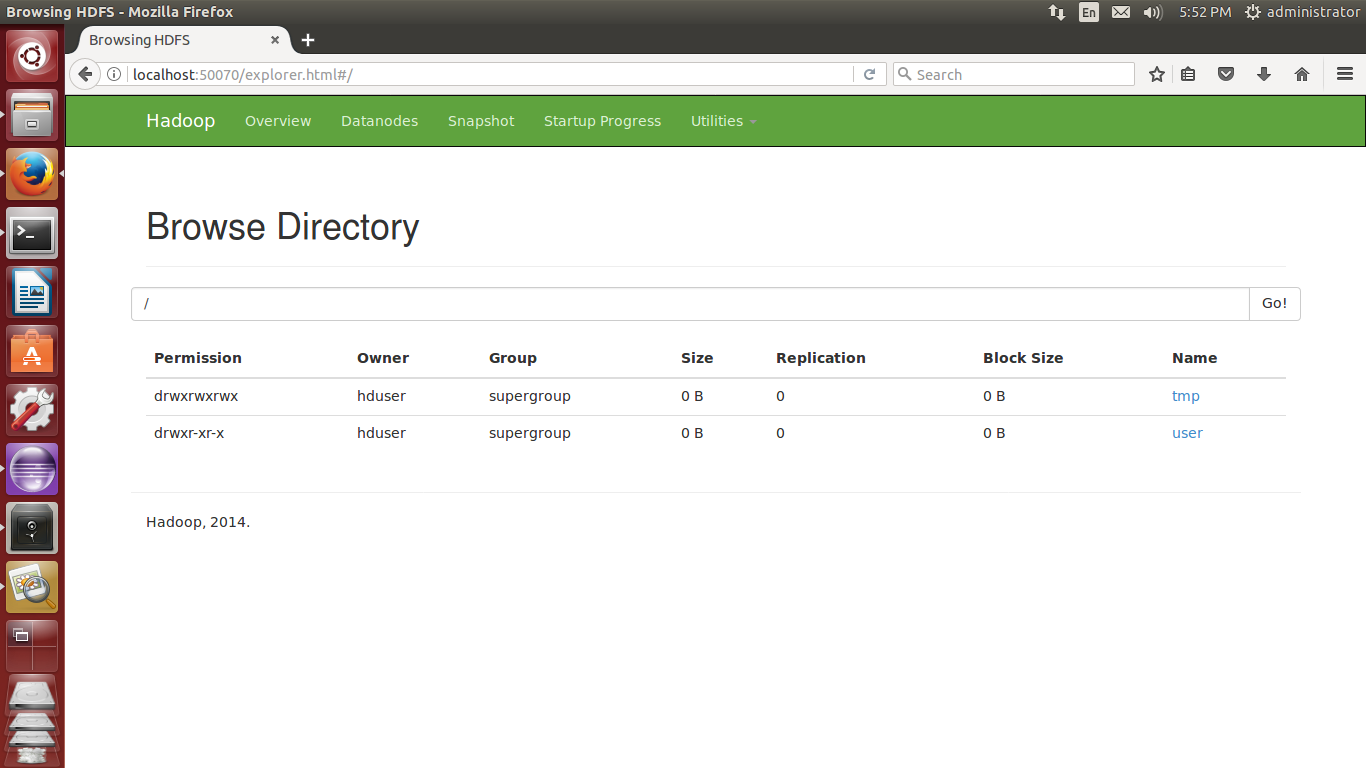 Browsing HDFS - Mozilla Firefox En 5:52 PM administrator
Browsing HDFS
localhost:50070/explorer.html#/ Search
Hadoop Overview Datanodes Snapshot Startup Progress Utilities
Browse Directory
/ Go!
Permission Owner Group Size Replication Block Size Name
drwxrwxrwx hduser supergroup 0 B 0 0 B tmp
drwxr-xr-x hduser supergroup 0 B 0 0 B user
Hadoop, 2014.